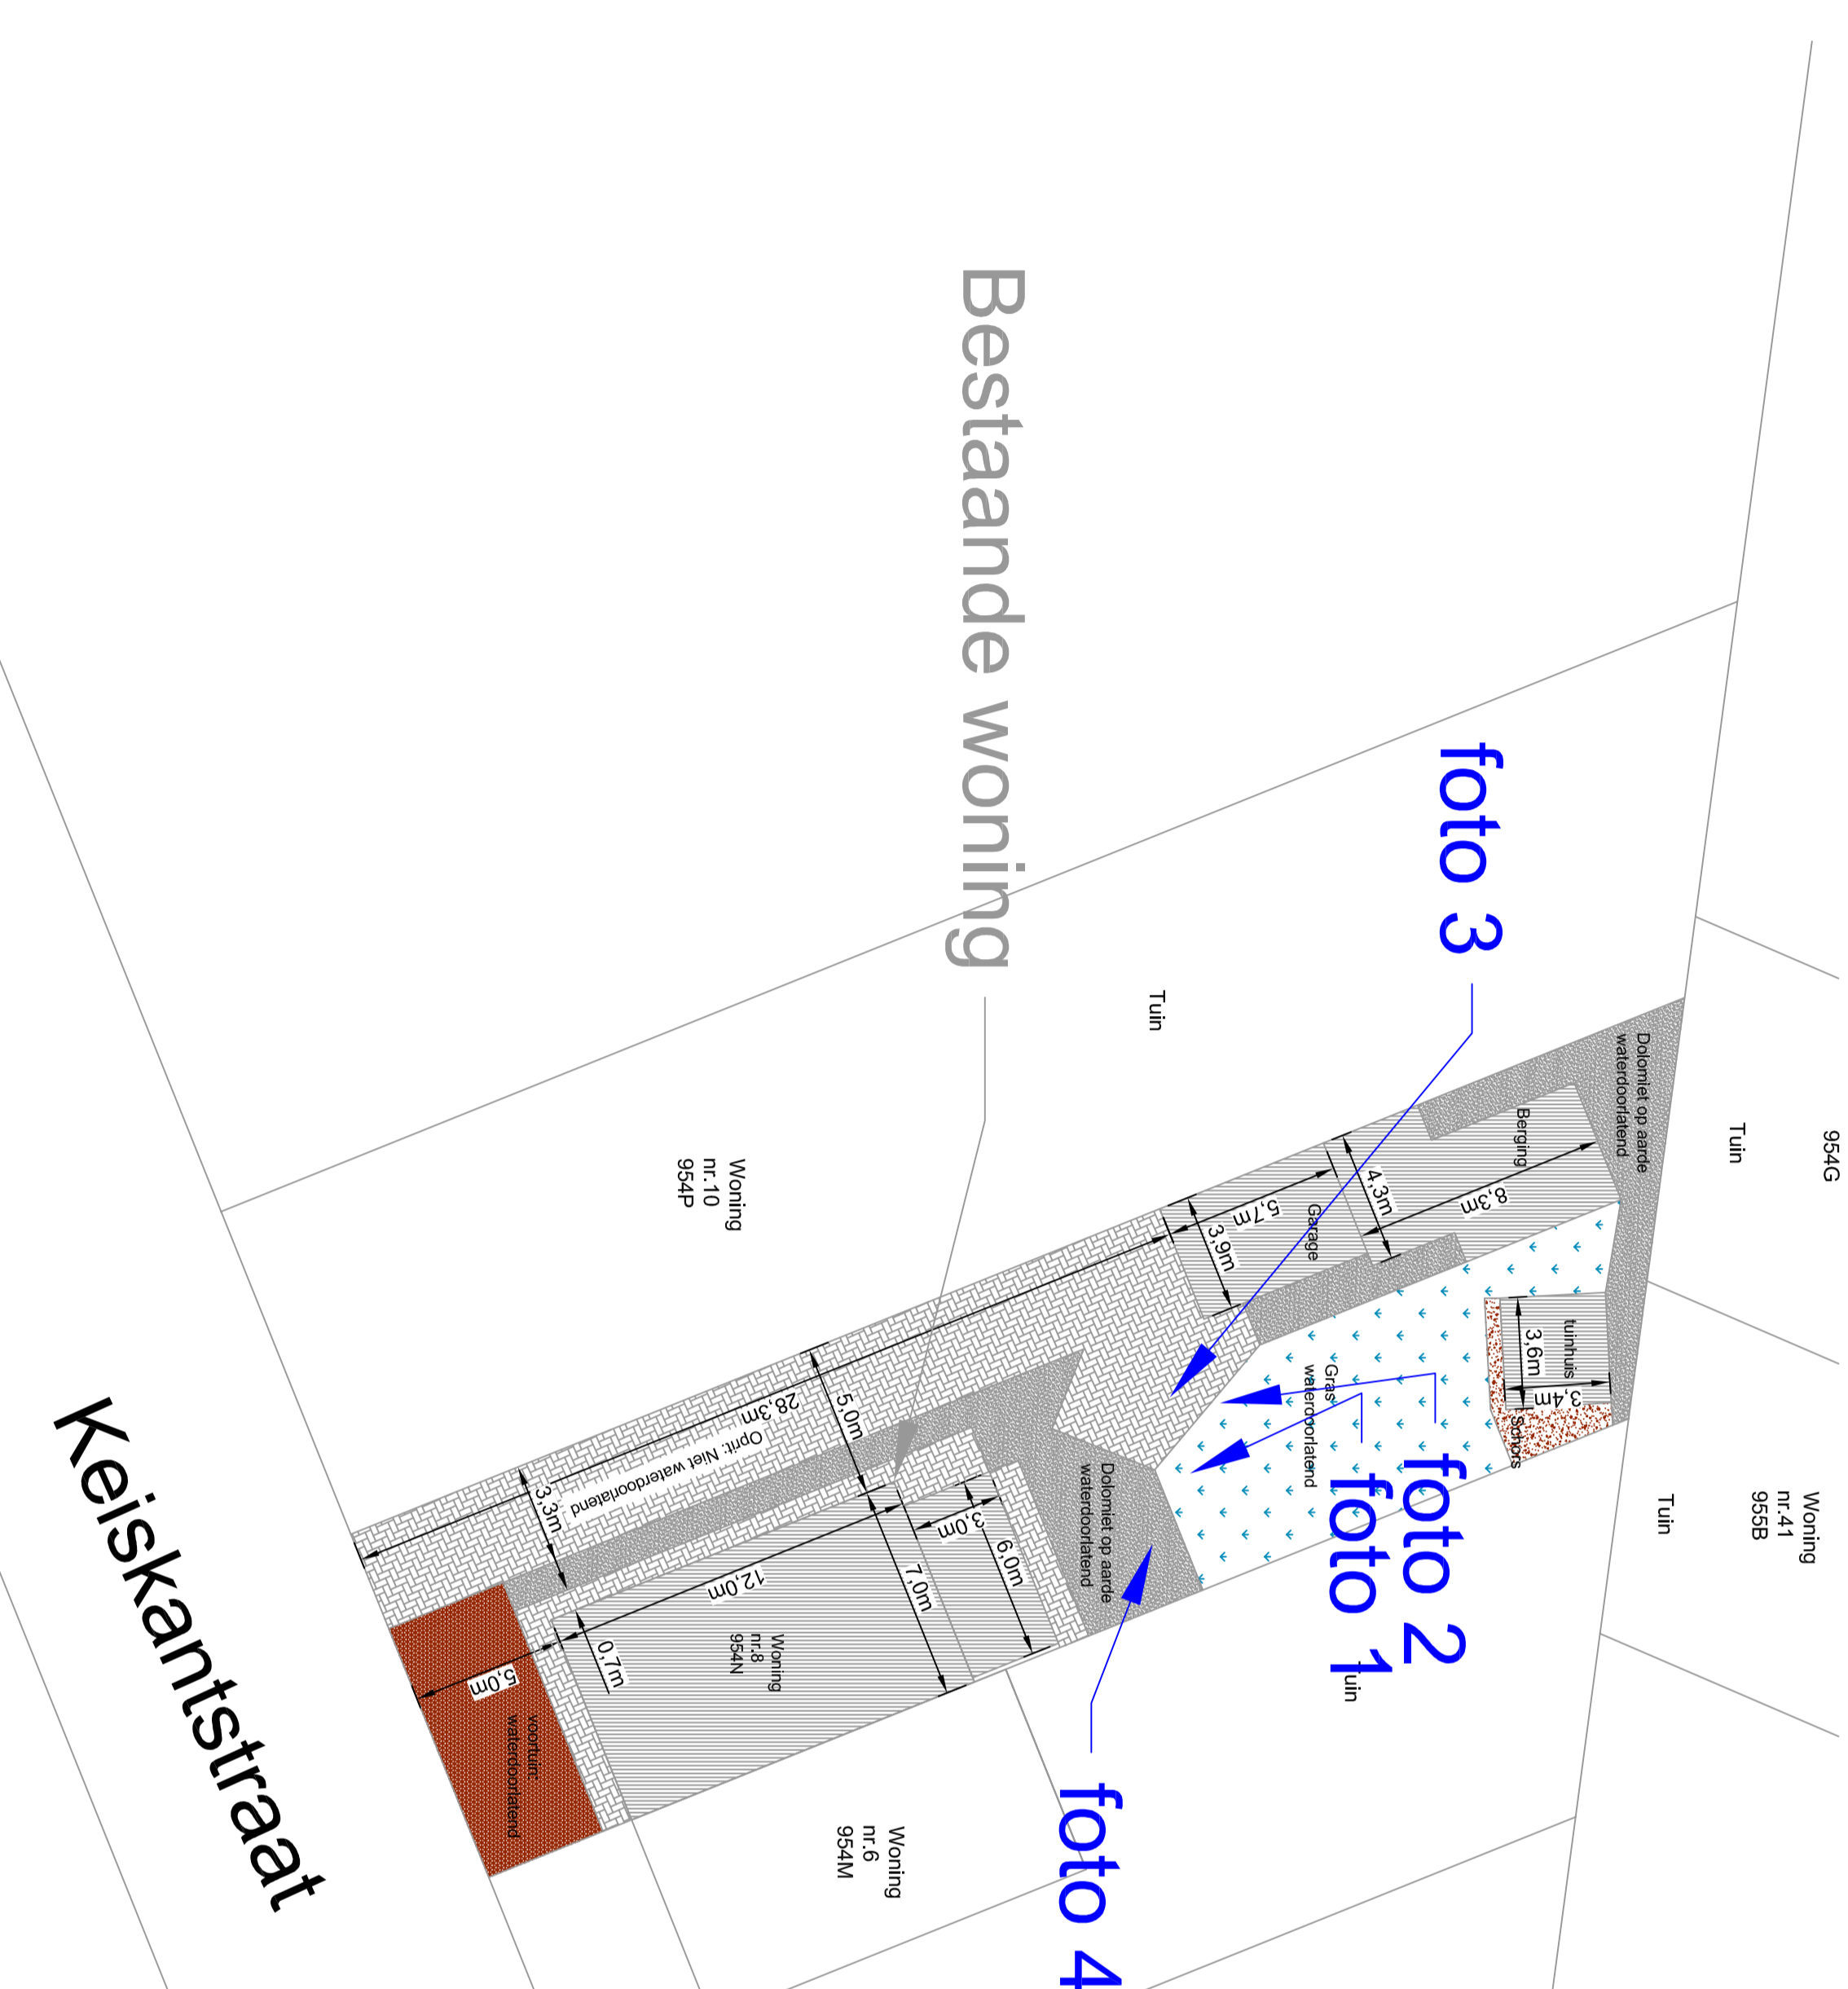 Bestaande woning
foto 3
foto 2
foto 1
foto 4
Keiskantstraat
Tuin
954G
Tuin
Dolomiet op aarde
waterdoorlatend
Berging
8,3m
4,3m
Garage
5,7m
3,9m
tuinhuis
3,6m
3,4m
Schors
Gras
waterdoorlatend
Woning
nr.41
955B
Tuin
Tuin
Woning
nr.10
954P
28,3m
Oprit: Niet waterdoorlatend
5,0m
3,3m
Dolomiet op aarde
waterdoorlatend
3,0m
6,0m
7,0m
12,0m
0,7m
Woning
nr.8
954N
5,0m
voortuin:
waterdoorlatend
Woning
nr.6
954M